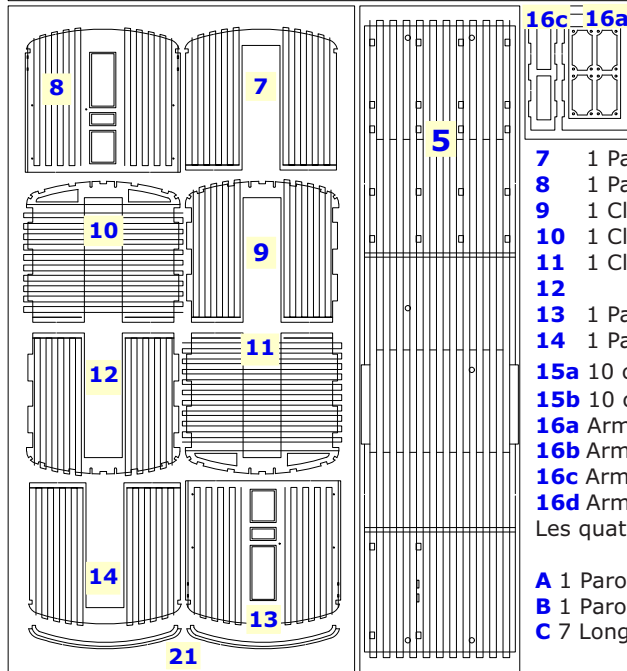 16c 16a
8
7
5
10
9
12
11
14
13
21
7 1 Pa
8 1 Pa
9 1 Cl
10 1 Cl
11 1 Cl
12
13 1 Pa
14 1 Pa
15a 10
15b 10
16a Arm
16b Arm
16c Arm
16d Arm
Les quat
A 1 Paro
B 1 Paro
C 7 Long